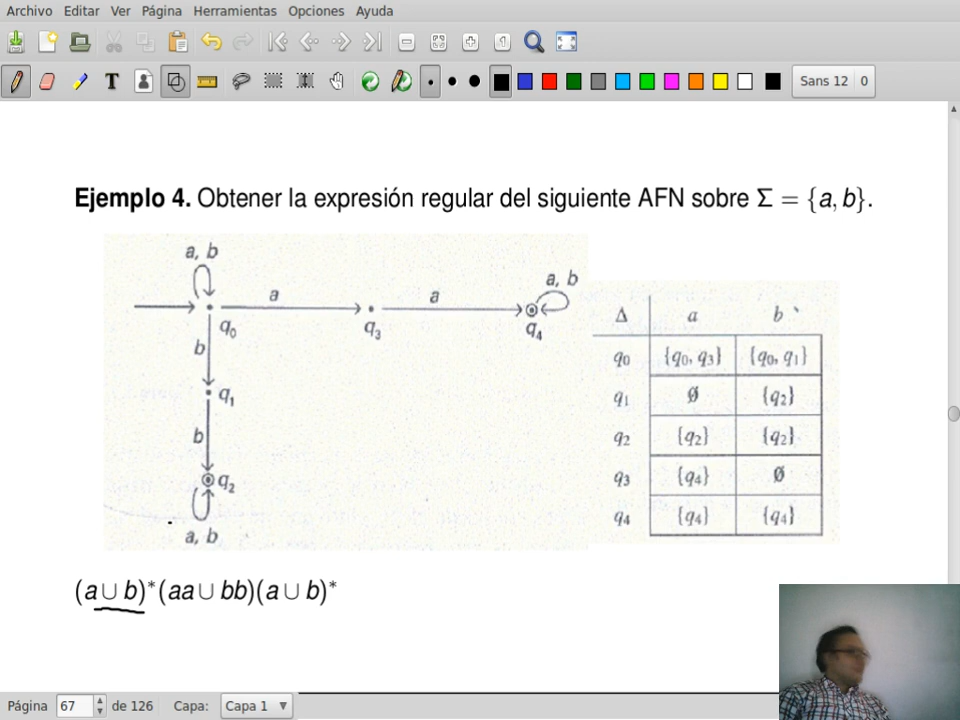 Archivo Editar Ver Página Herramientas Opciones Ayuda
T Sans 12 0
Ejemplo 4. Obtener la expresión regular del siguiente AFN sobre Σ = {a, b}.
a, b
a a a, b
q₀ q₃ q₄
b
q₁
b
q₂
a, b
Δ a b
q₀ {q₀, q₃} {q₀, q₁}
q₁ ∅ {q₂}
q₂ {q₂} {q₂}
q₃ {q₄} ∅
q₄ {q₄} {q₄}
(a ∪ b)*(aa ∪ bb)(a ∪ b)*
Página 67 de 126 Capa: Capa 1